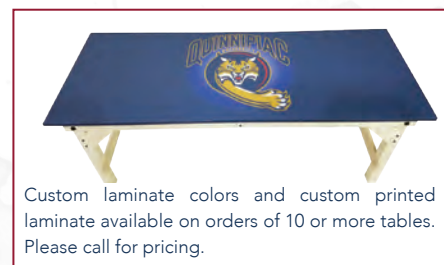 QUINNIPIAC
Custom laminate colors and custom printed
laminate available on orders of 10 or more tables.
Please call for pricing.